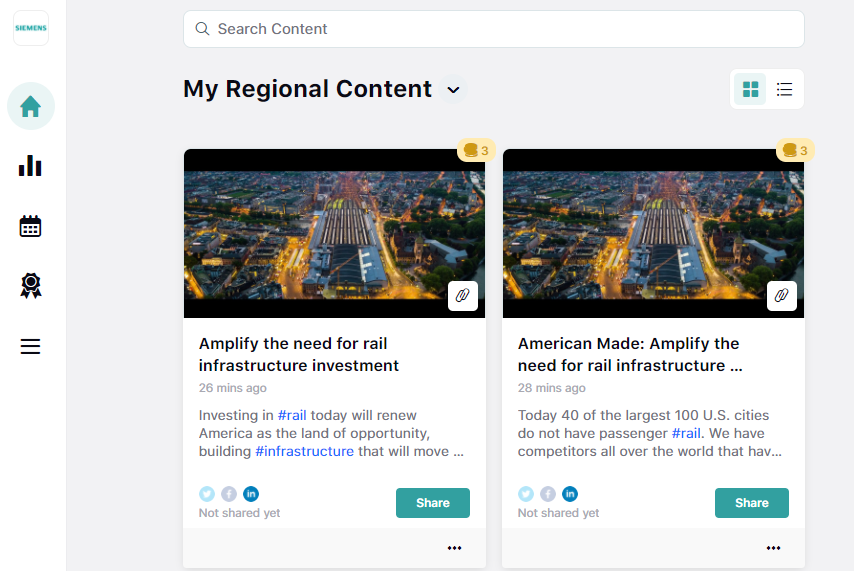 SIEMENS
Search Content
My Regional Content
3
Amplify the need for rail
infrastructure investment
26 mins ago
Investing in #rail today will renew
America as the land of opportunity,
building #infrastructure that will move ...
Not shared yet
Share
3
American Made: Amplify the
need for rail infrastructure ...
28 mins ago
Today 40 of the largest 100 U.S. cities
do not have passenger #rail. We have
competitors all over the world that hav...
Not shared yet
Share